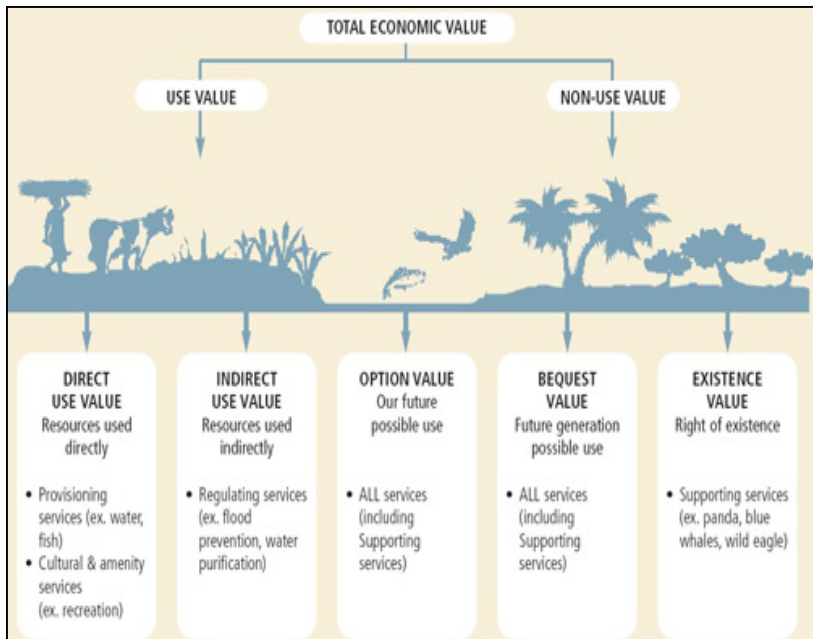 TOTAL ECONOMIC VALUE
USE VALUE
NON-USE VALUE
DIRECT
USE VALUE
Resources used
directly
• Provisioning
services (ex. water,
fish)
• Cultural & amenity
services
(ex. recreation)
INDIRECT
USE VALUE
Resources used
indirectly
• Regulating services
(ex. flood
prevention, water
purification)
OPTION VALUE
Our future
possible use
• ALL services
(including
Supporting
services)
BEQUEST
VALUE
Future generation
possible use
• ALL services
(including
Supporting
services)
EXISTENCE
VALUE
Right of existence
• Supporting services
(ex. panda, blue
whales, wild eagle)